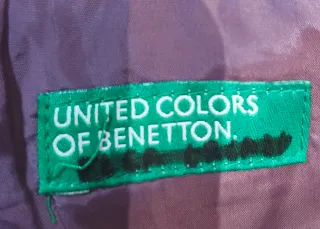 UNITED COLORS
OF BENETTON.